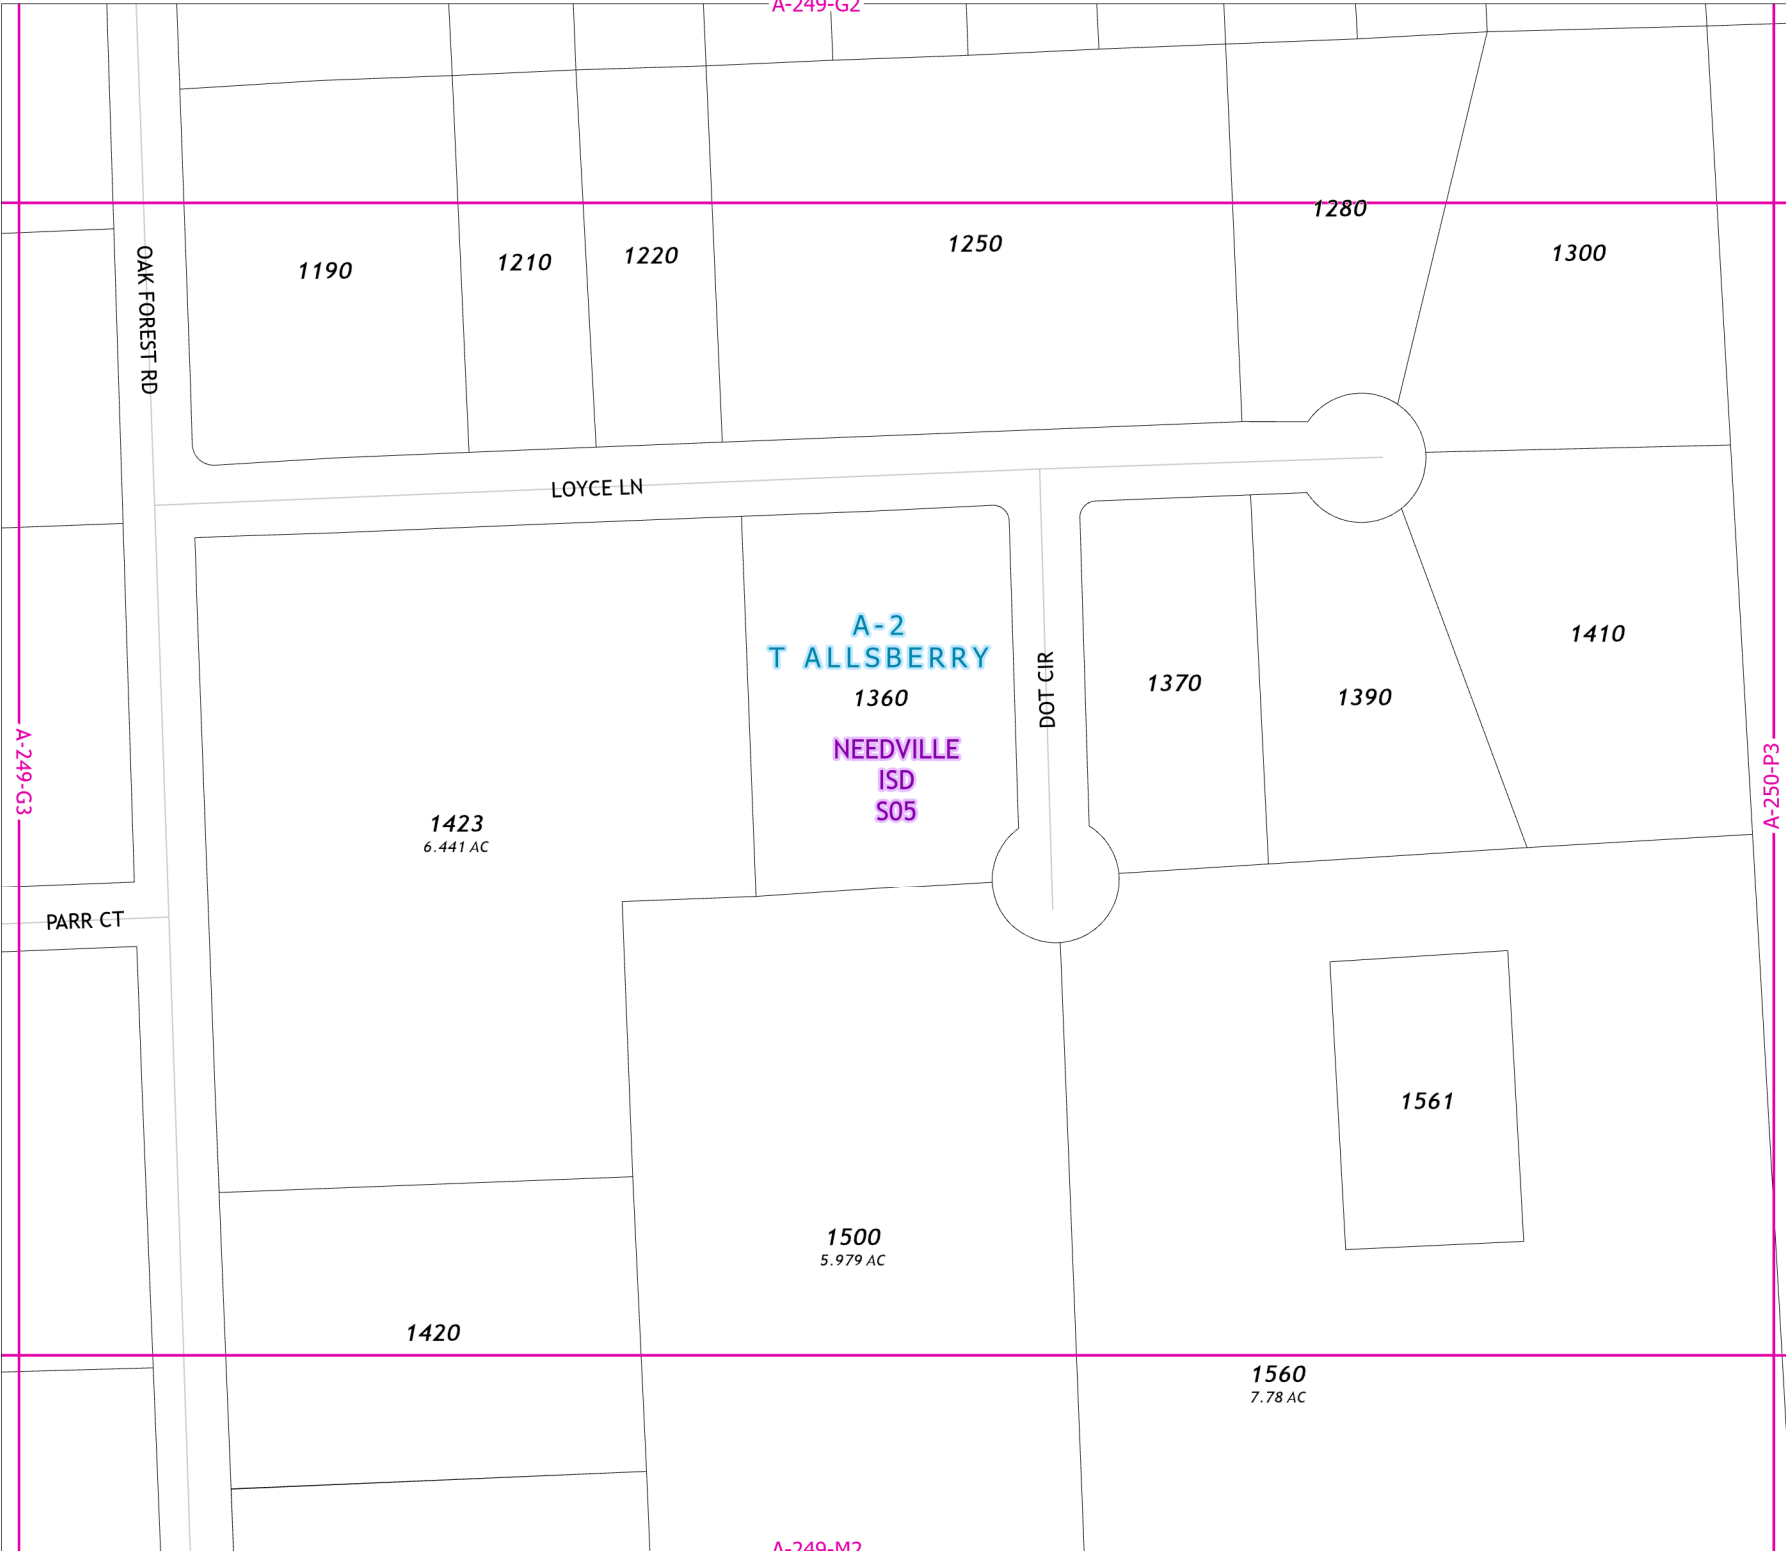 A-249-G2
1280
1250
1300
1220
1210
1190
OAK FOREST RD
LOYCE LN
A-2
T ALLSBERRY
1360
NEEDVILLE
ISD
S05
DOT CIR
1370
1390
1410
A-249-G3
A-250-P3
1423
6.441 AC
PARR CT
1561
1500
5.979 AC
1420
1560
7.78 AC
A-249-M2